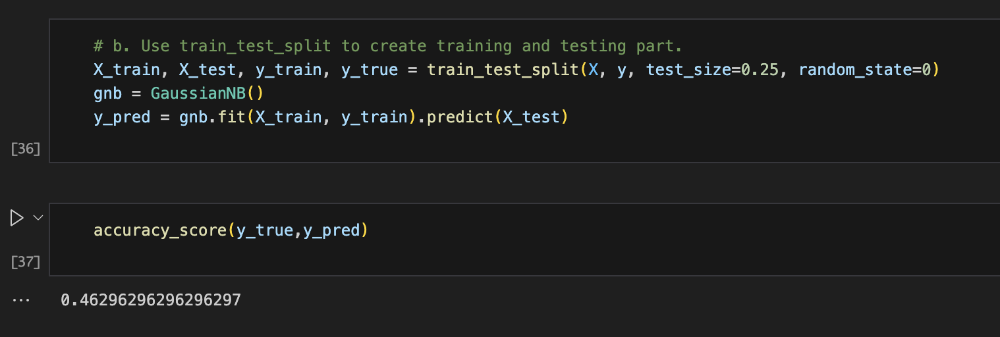 # b. Use train_test_split to create training and testing part.
X_train, X_test, y_train, y_true = train_test_split(X, y, test_size=0.25, random_state=0)
gnb = GaussianNB()
y_pred = gnb.fit(X_train, y_train).predict(X_test)
[36]
accuracy_score(y_true,y_pred)
[37]
... 0.46296296296296297